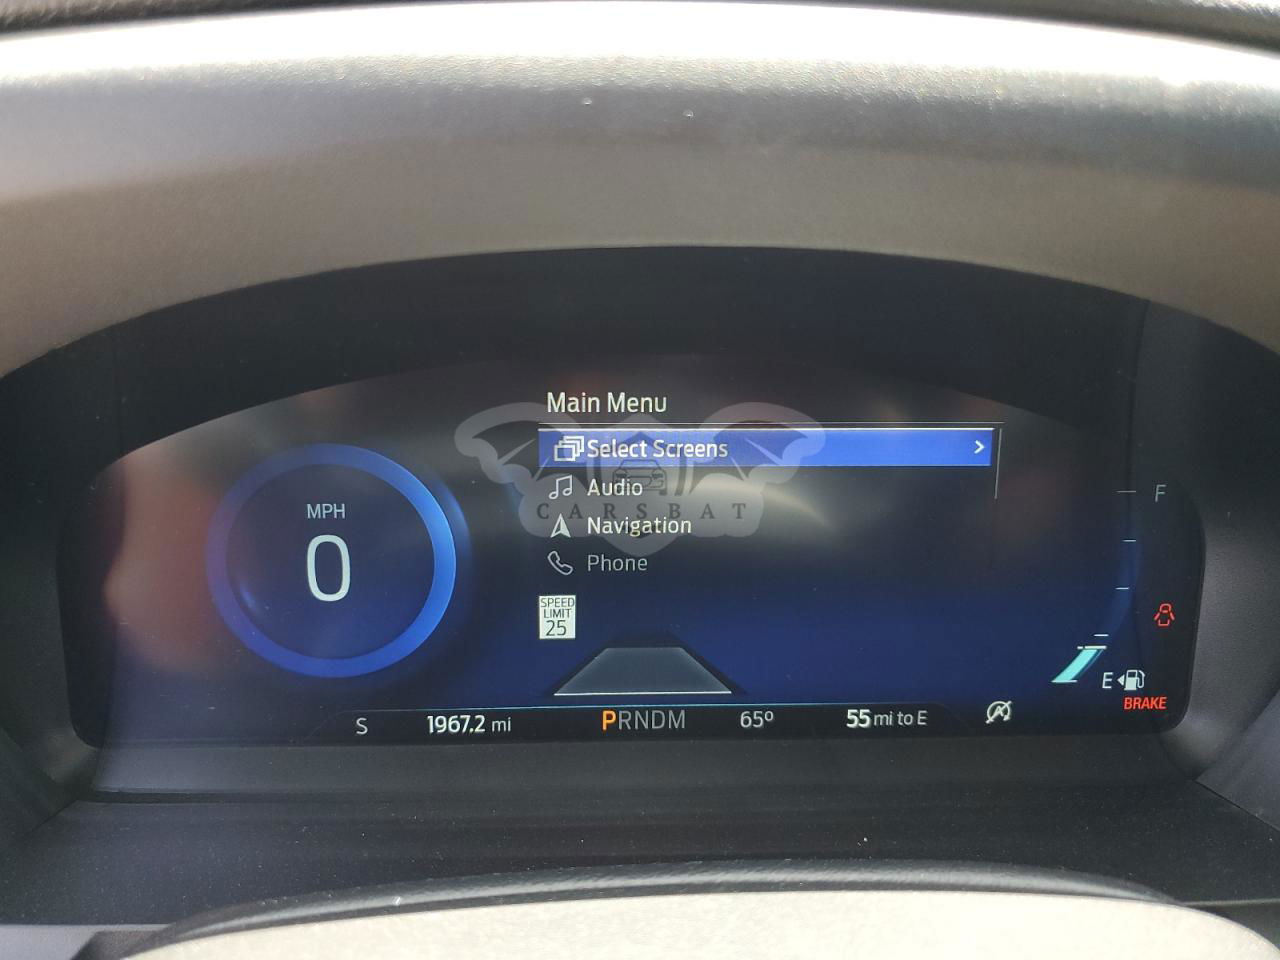 Main Menu
Select Screens >
Audio
CARSBAT
Navigation
Phone
MPH
0
SPEED
LIMIT
25
F
E
BRAKE
S
1967.2 mi
PRNDM
65º
55 mi to E